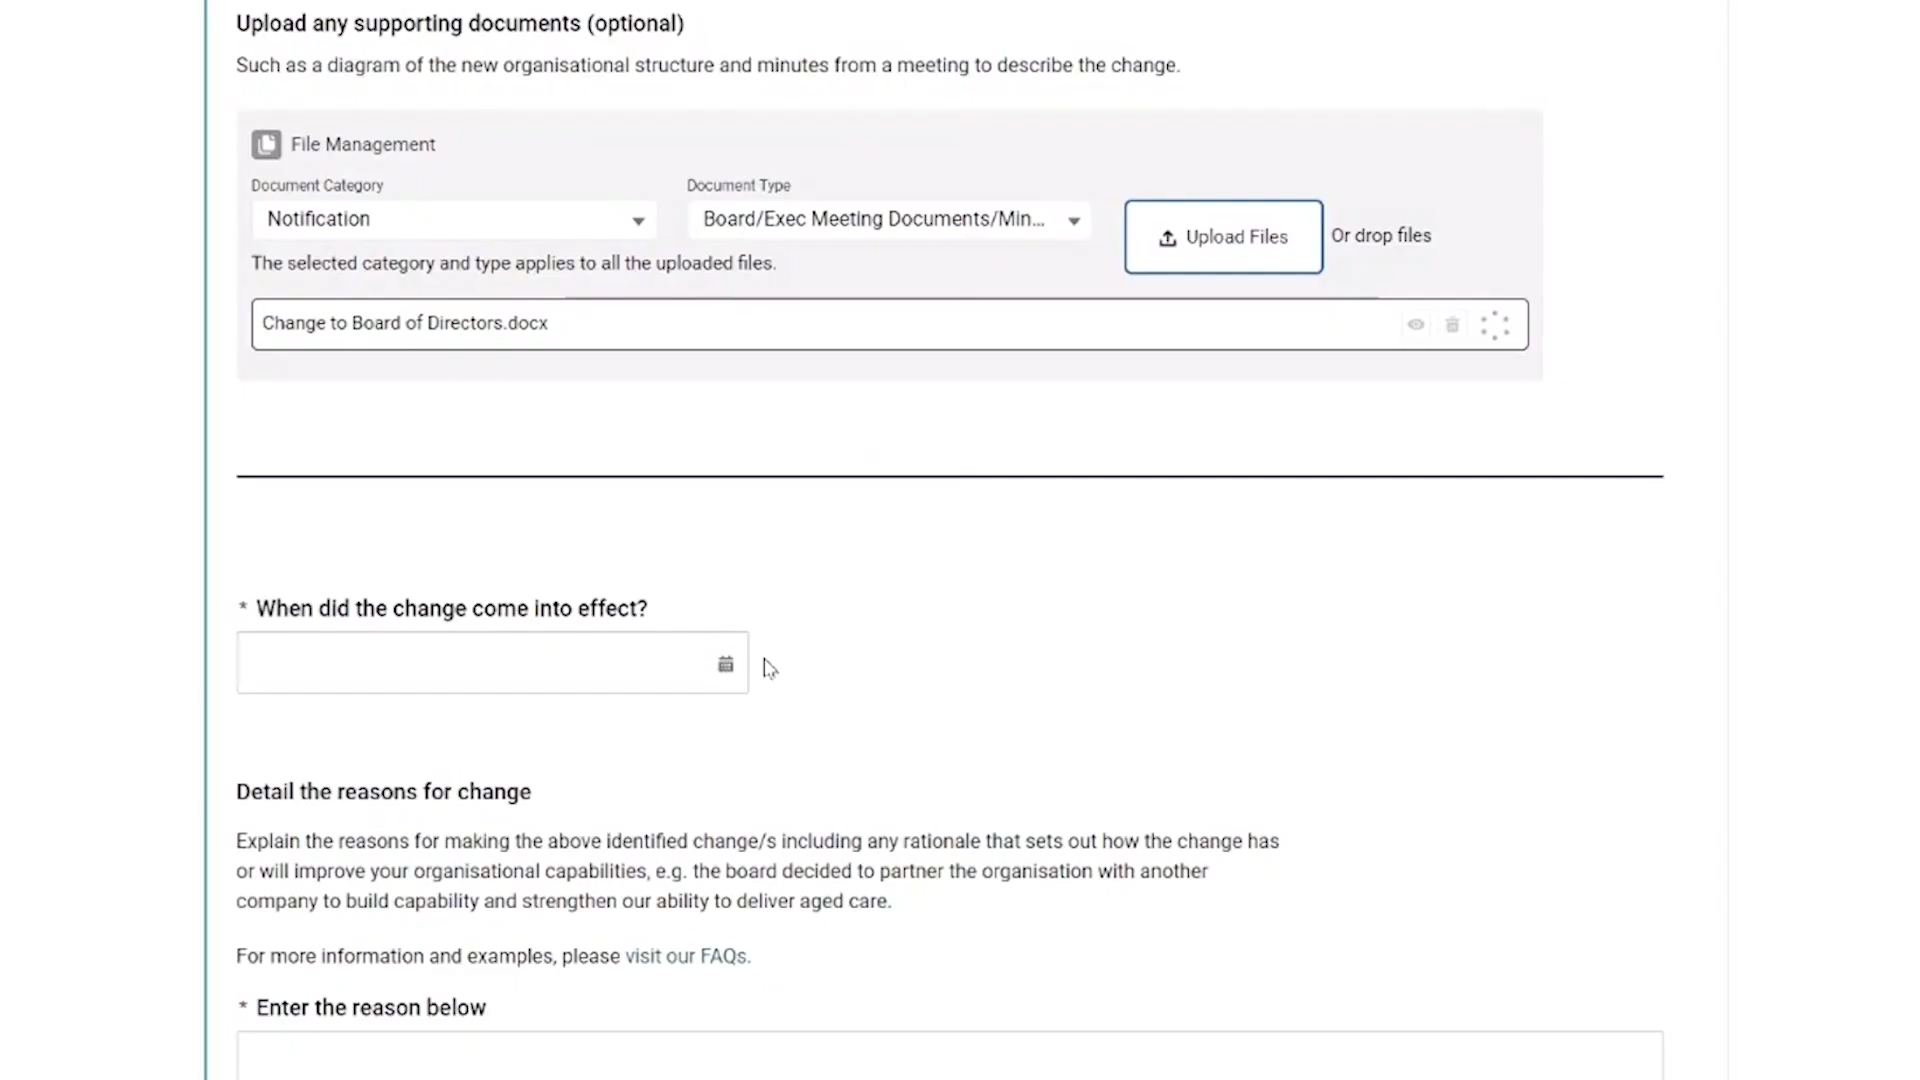 Upload any supporting documents (optional)
Such as a diagram of the new organisational structure and minutes from a meeting to describe the change.
File Management
Document Category
Document Type
Notification
Board/Exec Meeting Documents/Min...
Upload Files
Or drop files
The selected category and type applies to all the uploaded files.
Change to Board of Directors.docx
* When did the change come into effect?
Detail the reasons for change
Explain the reasons for making the above identified change/s including any rationale that sets out how the change has
or will improve your organisational capabilities, e.g. the board decided to partner the organisation with another
company to build capability and strengthen our ability to deliver aged care.
For more information and examples, please visit our FAQs.
* Enter the reason below